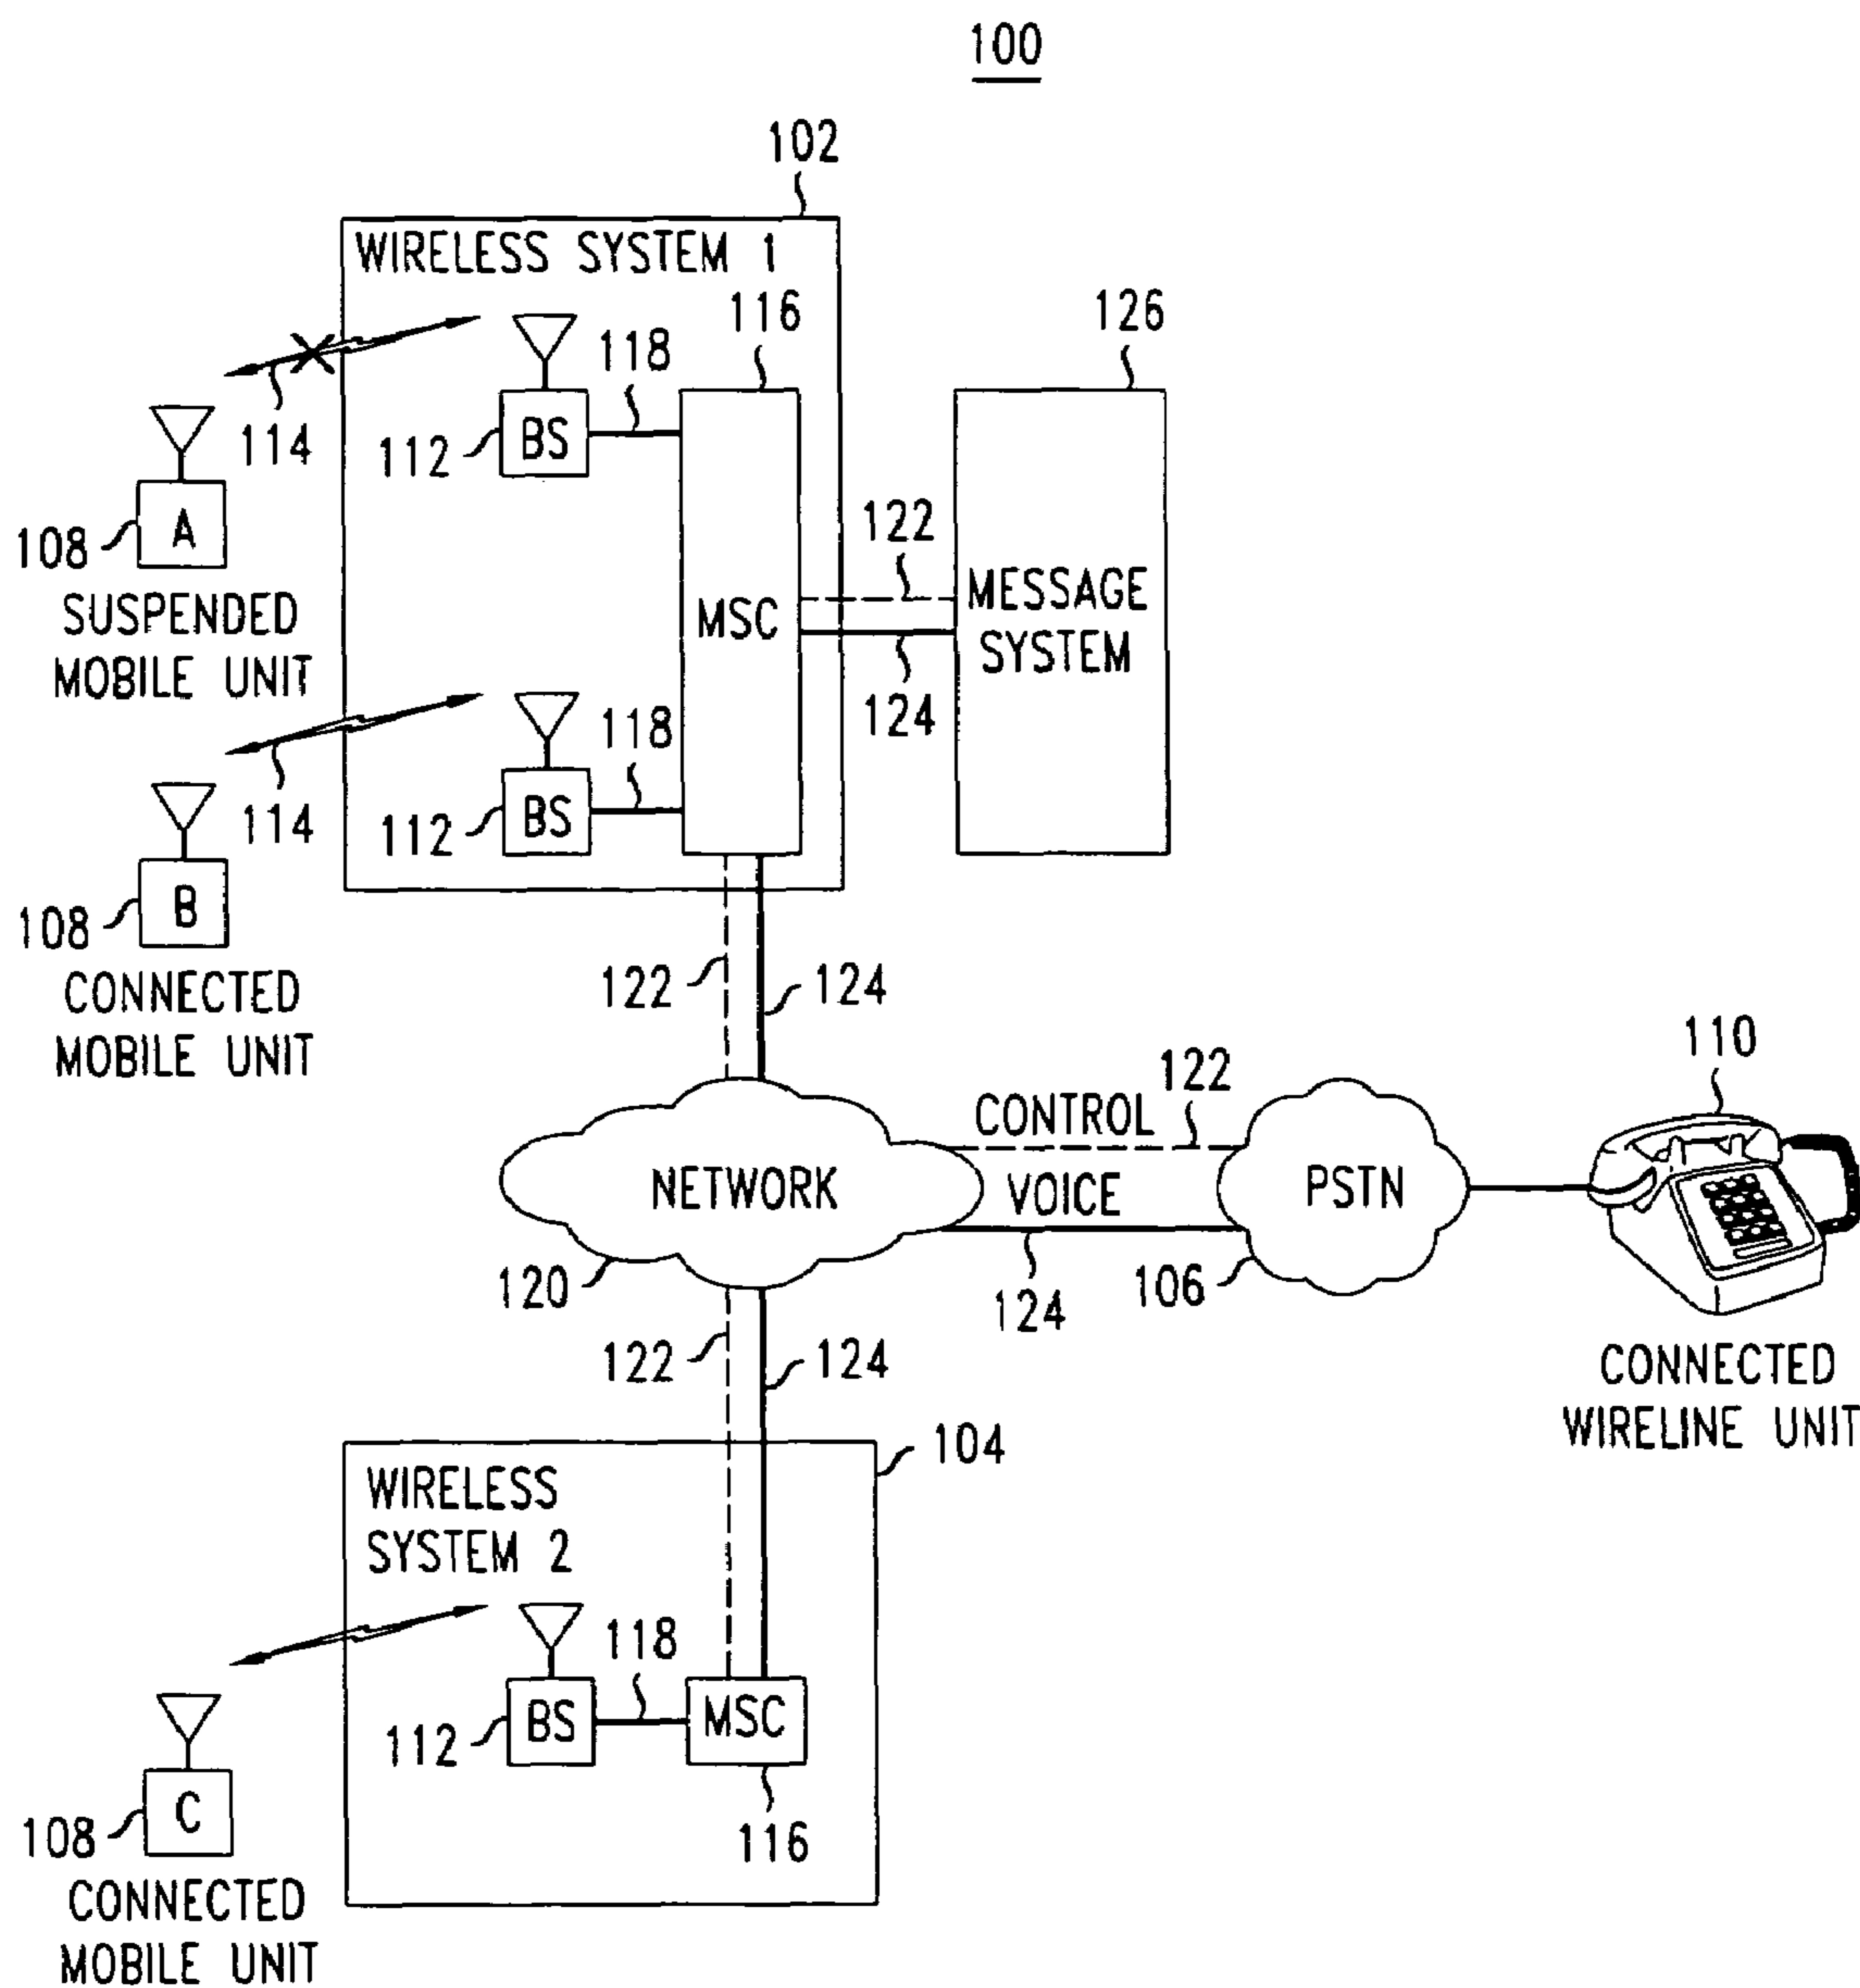 100
102
WIRELESS SYSTEM 1
116
126
118
114
112
BS
108
A
SUSPENDED
MOBILE UNIT
122
MSC
MESSAGE
SYSTEM
124
118
114
112
BS
108
B
CONNECTED
MOBILE UNIT
122
124
110
CONTROL
122
NETWORK
VOICE
PSTN
120
124
106
CONNECTED
WIRELINE UNIT
122
124
104
WIRELESS
SYSTEM 2
118
112
BS
MSC
116
108
C
CONNECTED
MOBILE UNIT